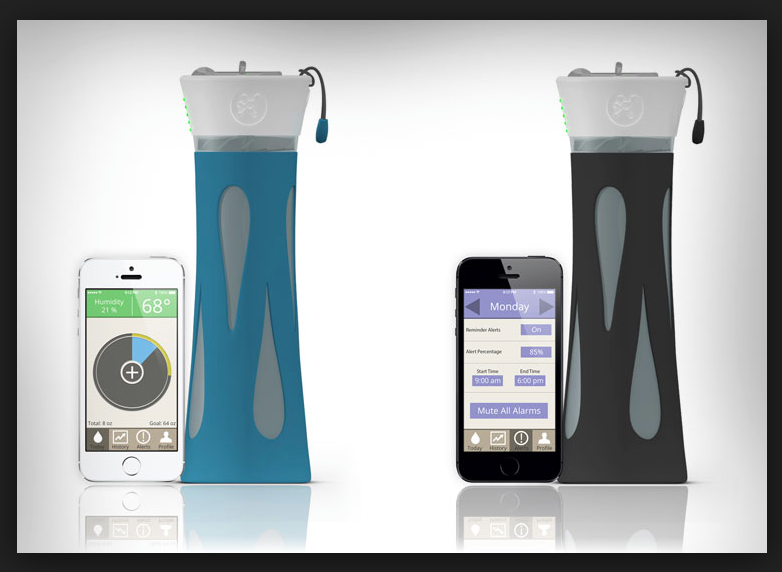 Humidity
21 %
68°
Total: 8 oz
Goal: 64 oz
Today
History
Alerts
Profile
Monday
Reminder Alerts
On
Alert Percentage
85%
Start Time
End Time
9:00 am
6:00 pm
Mute All Alarms
Today
History
Alerts
Profile